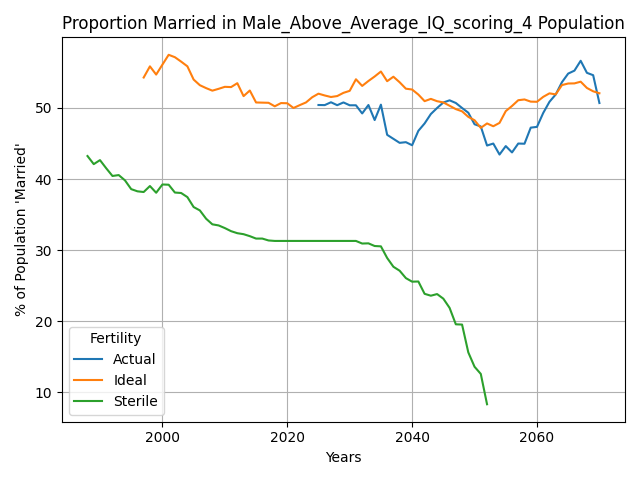 Proportion Married in Male_Above_Average_IQ_scoring_4 Population
% of Population 'Married'
50
40
30
20
10
Fertility
Actual
Ideal
Sterile
2000 2020 2040 2060
Years